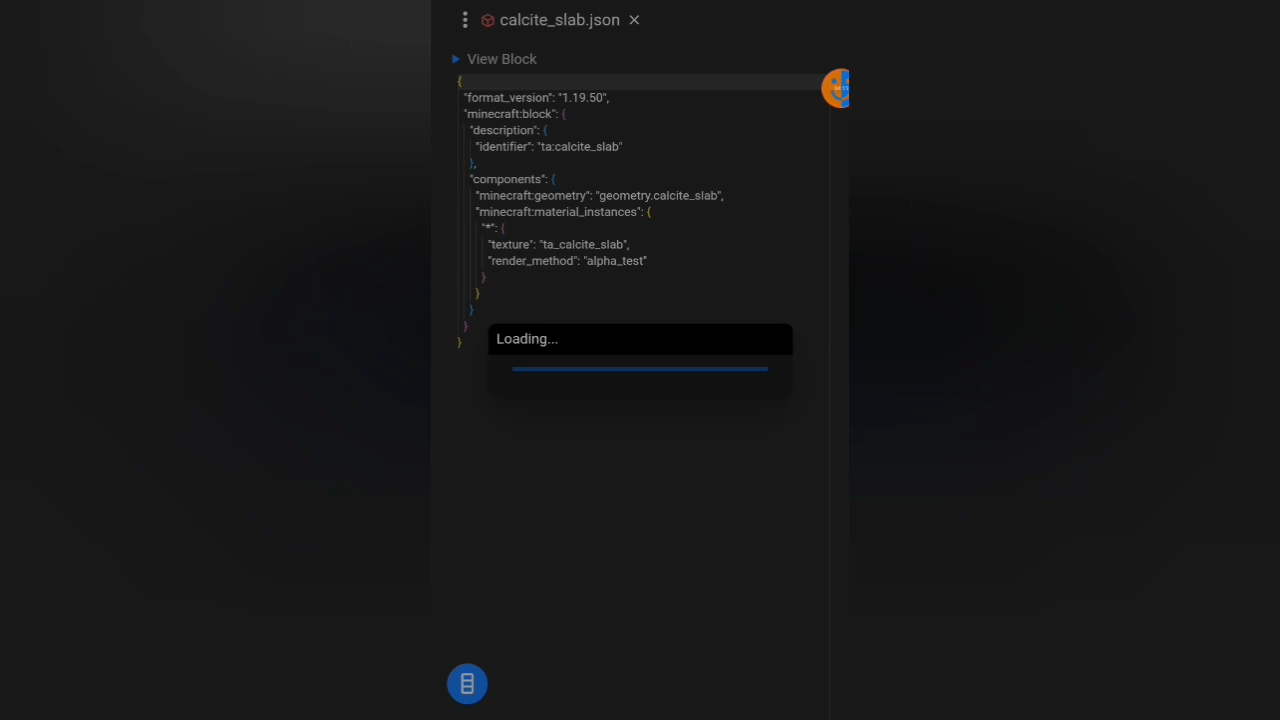 calcite_slab.json
View Block
{
"format_version": "1.19.50",
"minecraft:block": {
"description": {
"identifier": "ta:calcite_slab"
},
"components": {
"minecraft:geometry": "geometry.calcite_slab",
"minecraft:material_instances": {
"*": {
"texture": "ta_calcite_slab",
"render_method": "alpha_test"
}
}
}
}
}
Loading...